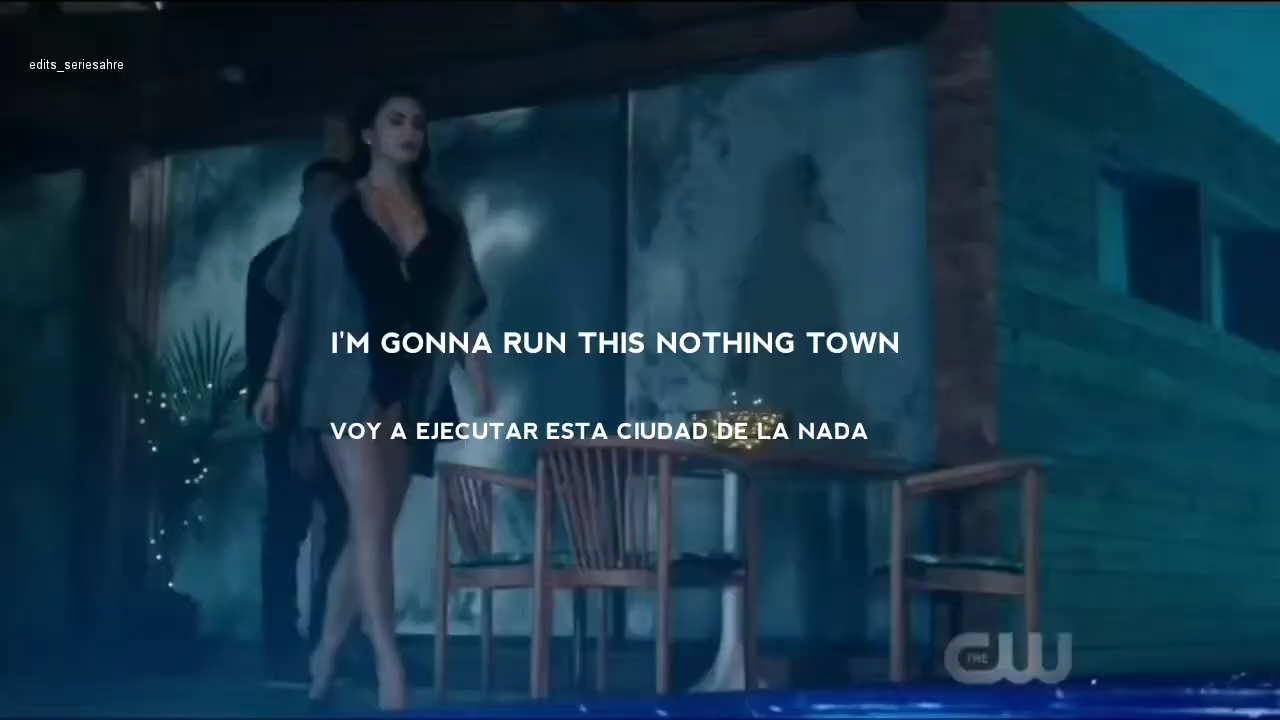 edits_seriesahre
I'M GONNA RUN THIS NOTHING TOWN
VOY A EJECUTAR ESTA CIUDAD DE LA NADA
THE CW